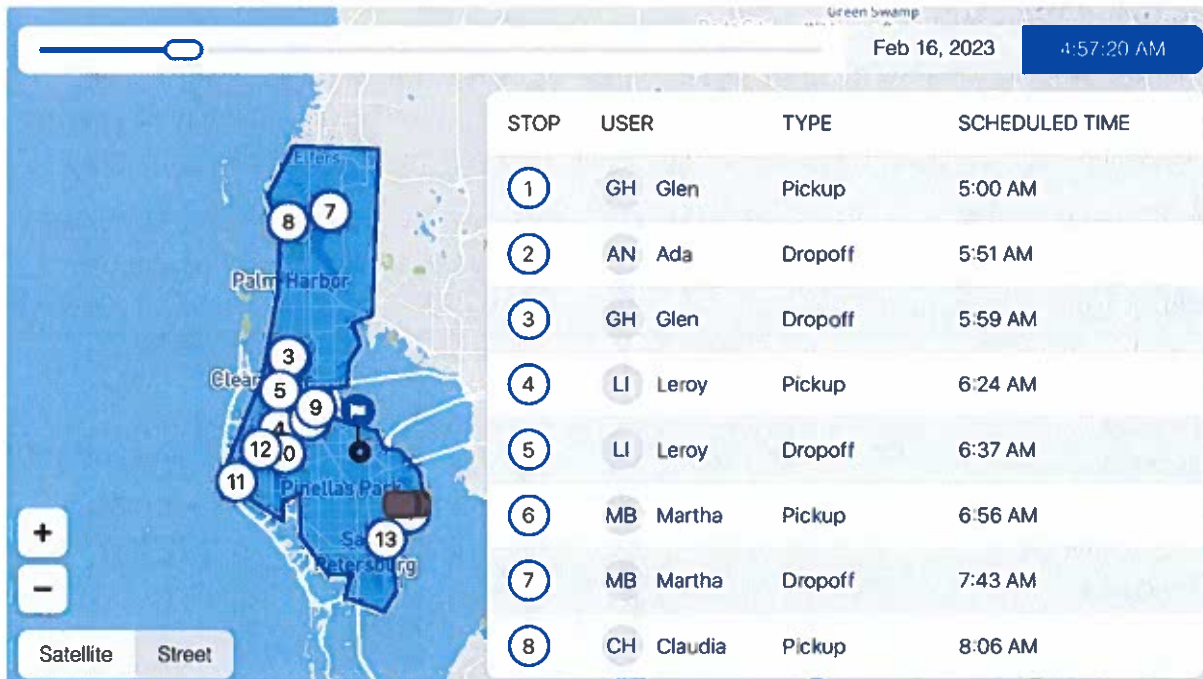 Green Swamp
Feb 16, 2023
4:57:20 AM
STOP USER TYPE SCHEDULED TIME
1 GH Glen Pickup 5:00 AM
2 AN Ada Dropoff 5:51 AM
3 GH Glen Dropoff 5:59 AM
4 LI Leroy Pickup 6:24 AM
5 LI Leroy Dropoff 6:37 AM
6 MB Martha Pickup 6:56 AM
7 MB Martha Dropoff 7:43 AM
8 CH Claudia Pickup 8:06 AM
Elfers
8
7
Palm Harbor
3
5
9
4
12
0
11
Pinellas Park
13
Petersburg
+
−
Satellite Street